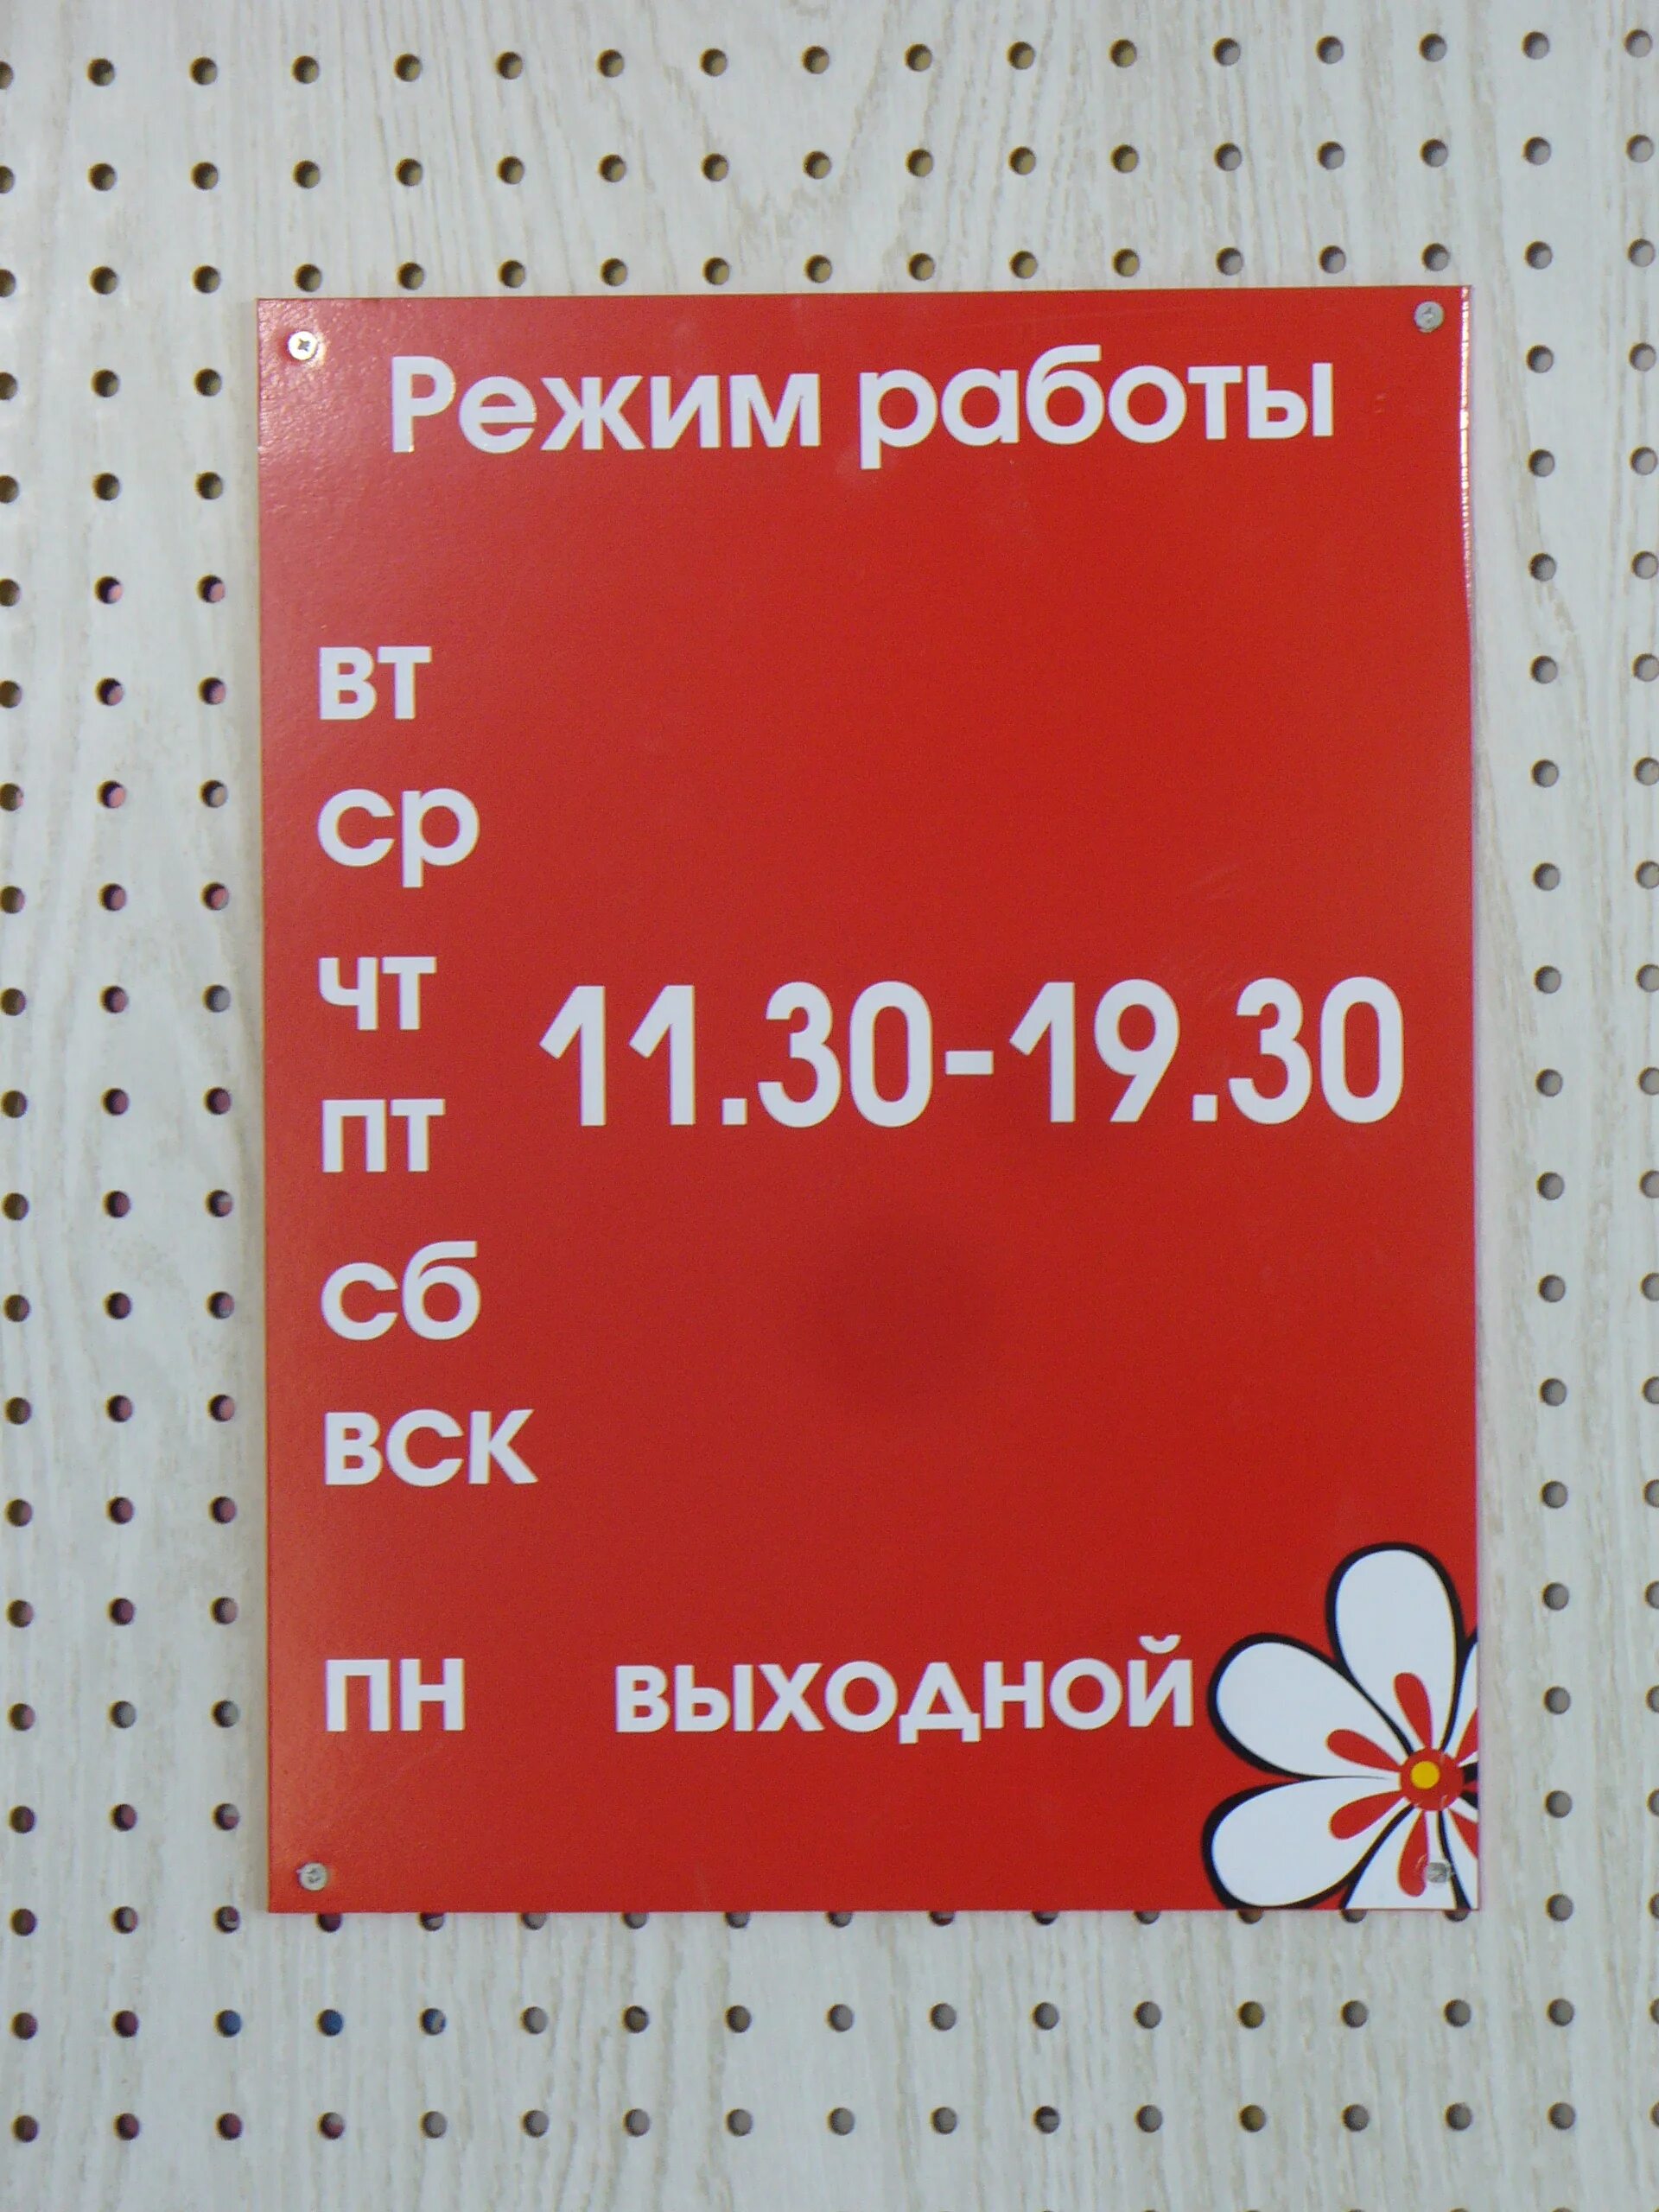 Режим работы
вт
ср
чт
11.30-19.30
пт
сб
вск
пн выходной